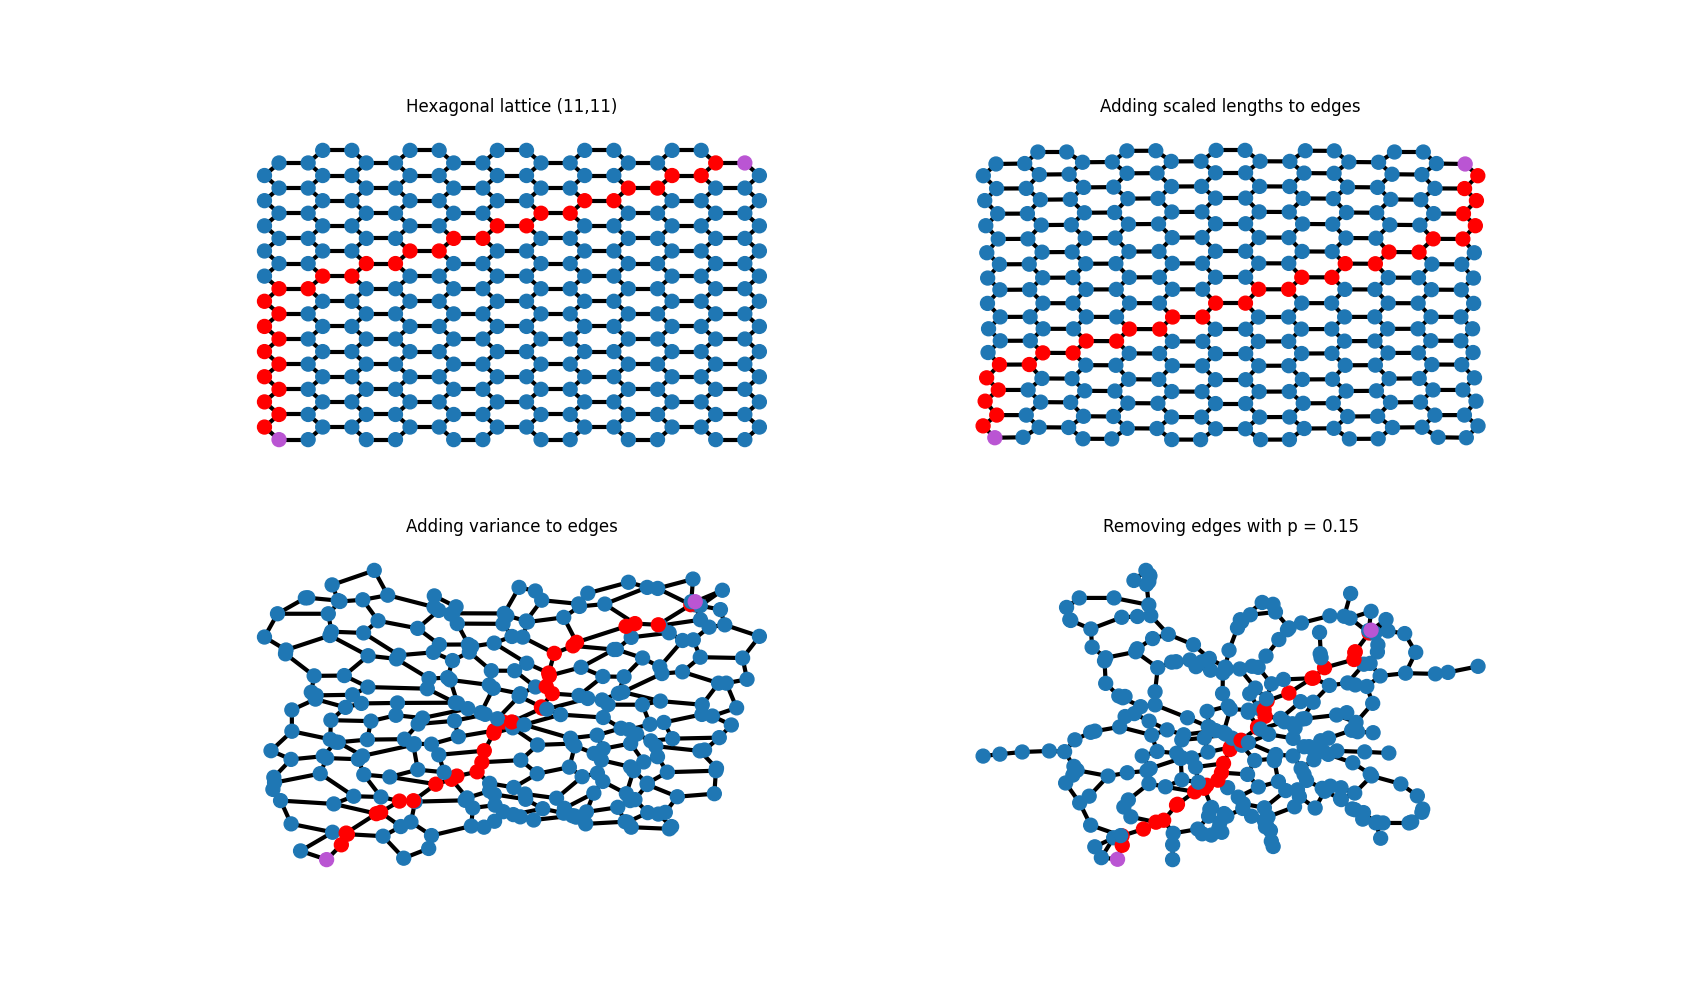 Hexagonal lattice (11,11)
Adding scaled lengths to edges
Adding variance to edges
Removing edges with p = 0.15